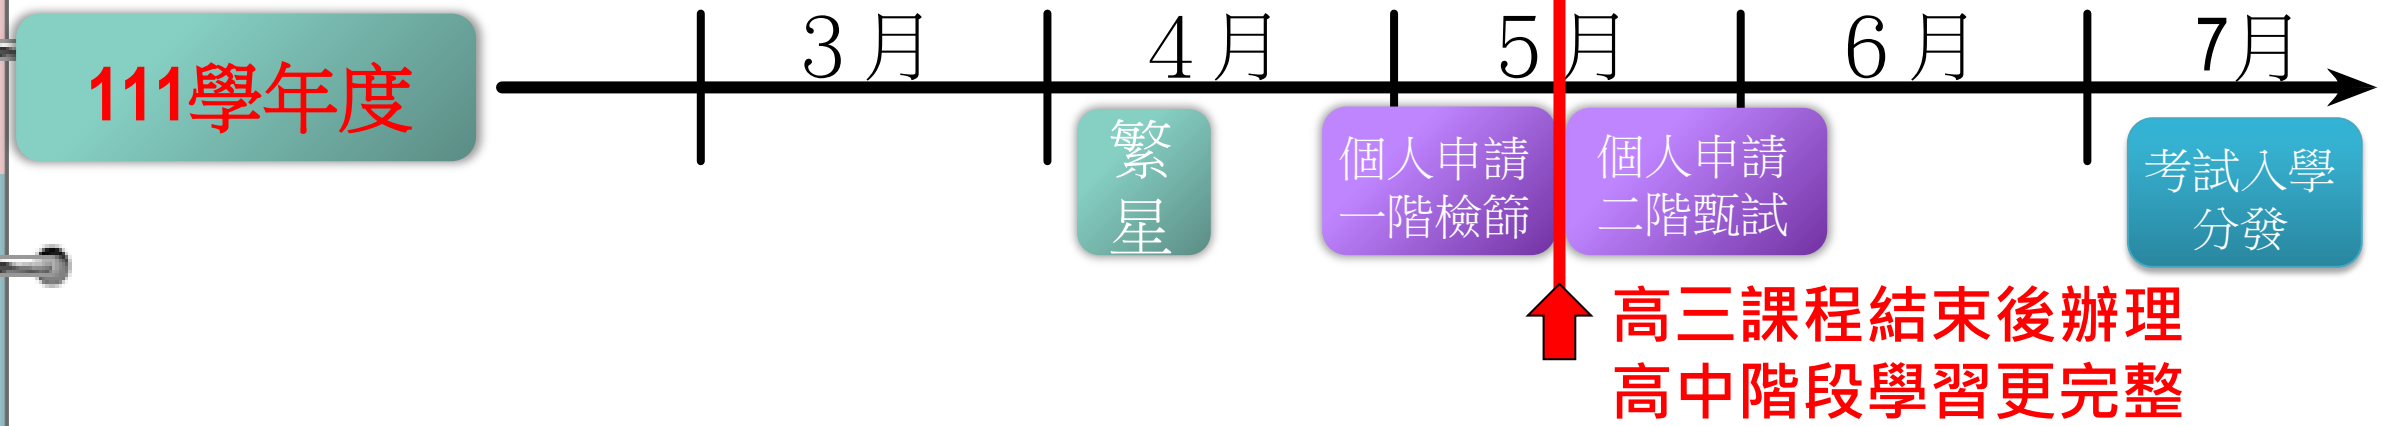 111學年度
3月 4月 5月 6月 7月
繁
星
個人申請
一階檢篩
個人申請
二階甄試
考試入學
分發
高三課程結束後辦理
高中階段學習更完整